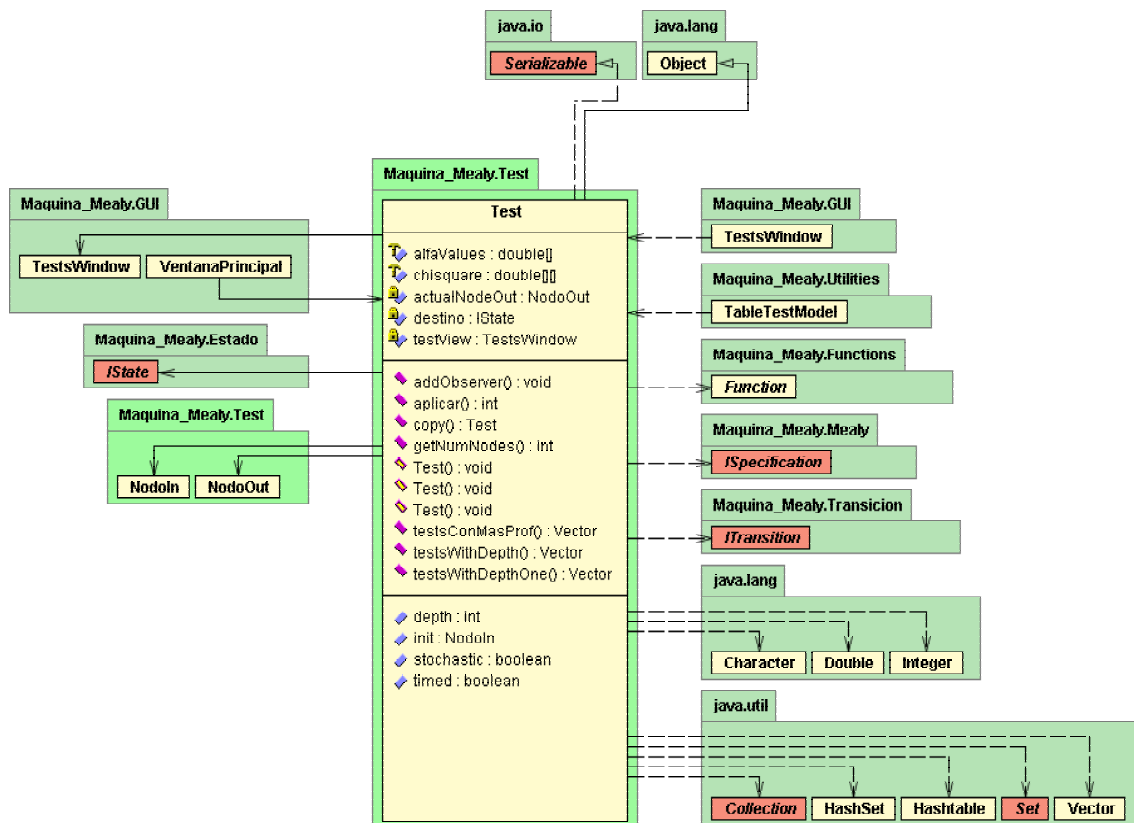 java.io
java.lang
Serializable
Object
Maquina_Mealy.Test
Test
alfaValues : double[]
chisquare : double[][]
actualNodeOut : NodoOut
destino : IState
testView : TestsWindow
addObserver() : void
aplicar() : int
copy() : Test
getNumNodes() : int
Test() : void
Test() : void
Test() : void
testsConMasProf() : Vector
testsWithDepth() : Vector
testsWithDepthOne() : Vector
depth : int
init : NodoIn
stochastic : boolean
timed : boolean
Maquina_Mealy.GUI
TestsWindow
VentanaPrincipal
Maquina_Mealy.Estado
IState
Maquina_Mealy.Test
NodoIn
NodoOut
Maquina_Mealy.GUI
TestsWindow
Maquina_Mealy.Utilities
TableTestModel
Maquina_Mealy.Functions
Function
Maquina_Mealy.Mealy
ISpecification
Maquina_Mealy.Transicion
ITransition
java.lang
Character
Double
Integer
java.util
Collection
HashSet
Hashtable
Set
Vector